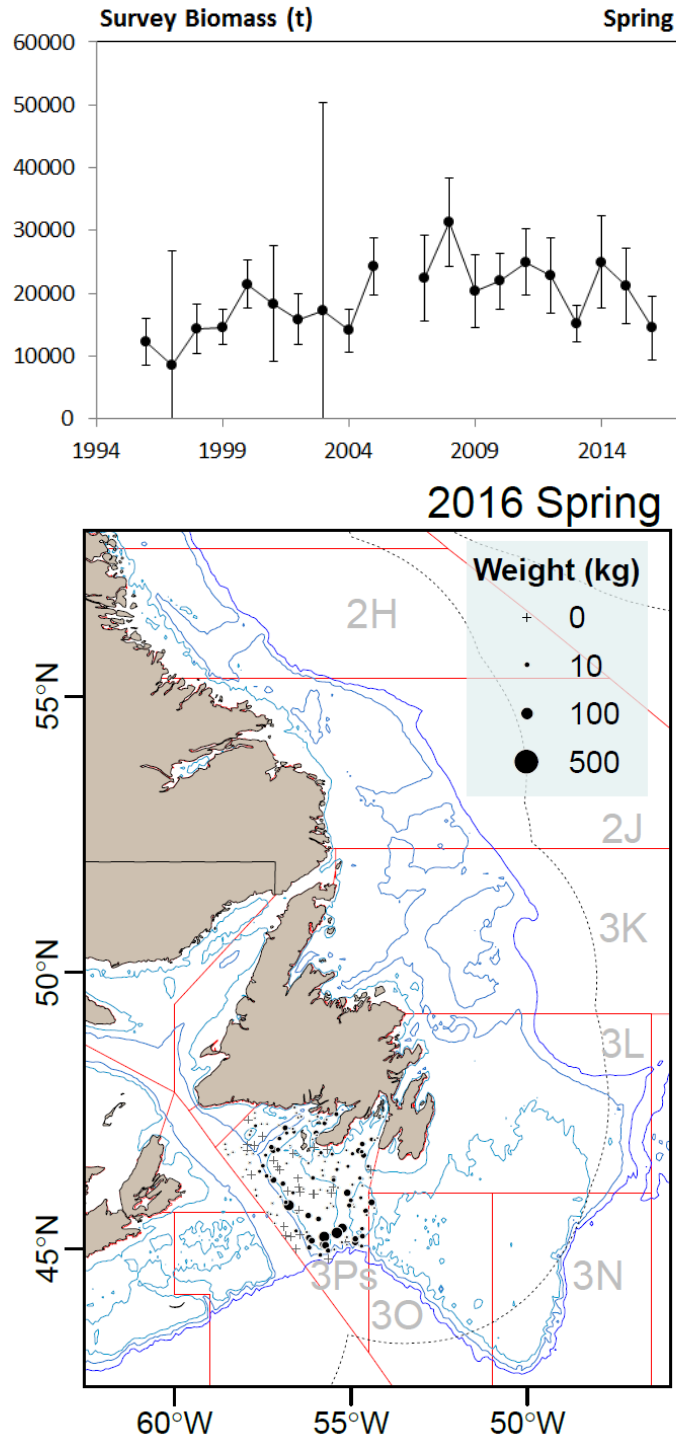 Survey Biomass (t) Spring
60000
50000
40000
30000
20000
10000
0
1994 1999 2004 2009 2014
2016 Spring
Weight (kg)
0
10
100
500
2H
2J
3K
3L
3N
3O
3Ps
55°N
50°N
45°N
60°W 55°W 50°W